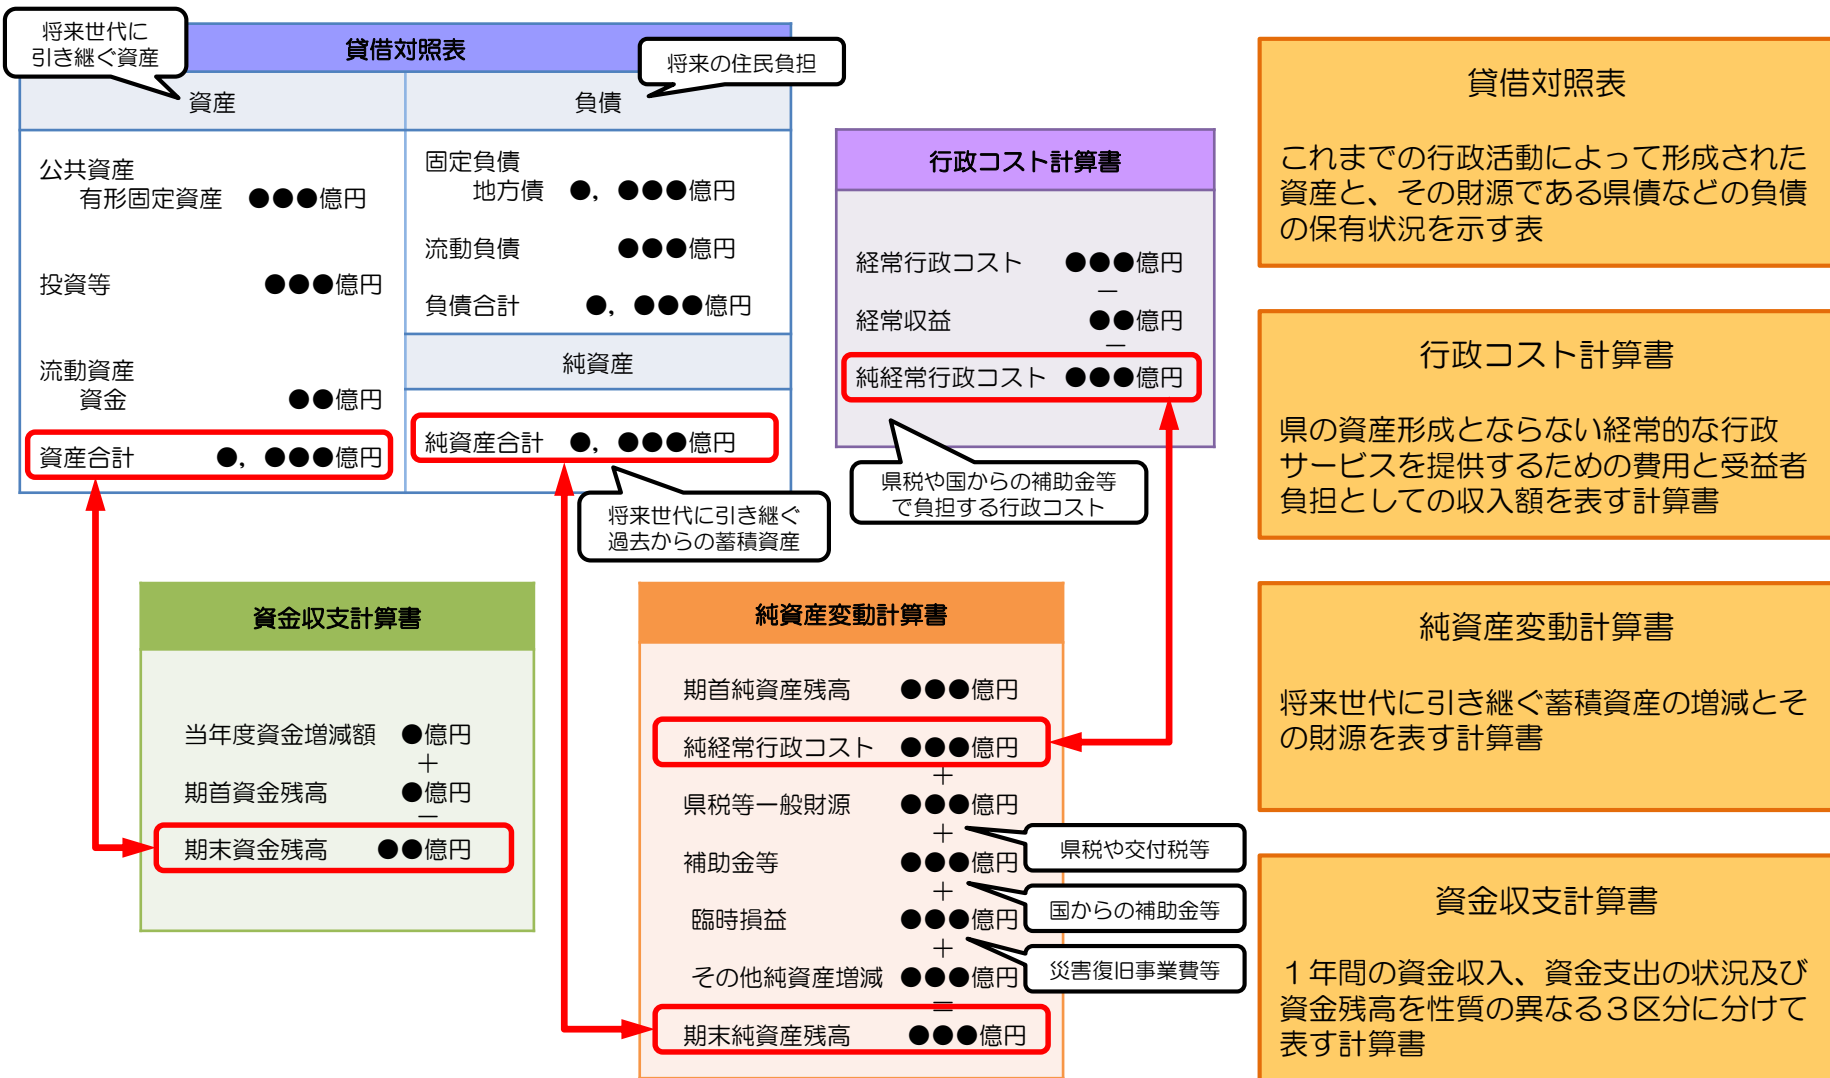 将来世代に
引き継ぐ資産
貸借対照表
将来の住民負担
資産
負債
公共資産
有形固定資産 ●●●億円
投資等 ●●●億円
流動資産
資金 ●●億円
資産合計 ●，●●●億円
固定負債
地方債 ●，●●●億円
流動負債 ●●●億円
負債合計 ●，●●●億円
純資産
純資産合計 ●，●●●億円
将来世代に引き継ぐ
過去からの蓄積資産
行政コスト計算書
経常行政コスト ●●●億円
－
経常収益 ●●億円
＝
純経常行政コスト ●●●億円
県税や国からの補助金等
で負担する行政コスト
資金収支計算書
当年度資金増減額 ●億円
＋
期首資金残高 ●億円
＝
期末資金残高 ●●億円
純資産変動計算書
期首純資産残高 ●●●億円
純経常行政コスト ●●●億円
＋
県税等一般財源 ●●●億円
＋
県税や交付税等
補助金等 ●●●億円
＋
国からの補助金等
臨時損益 ●●●億円
＋
災害復旧事業費等
その他純資産増減 ●●●億円
＝
期末純資産残高 ●●●億円
貸借対照表
これまでの行政活動によって形成された
資産と、その財源である県債などの負債
の保有状況を示す表
行政コスト計算書
県の資産形成とならない経常的な行政
サービスを提供するための費用と受益者
負担としての収入額を表す計算書
純資産変動計算書
将来世代に引き継ぐ蓄積資産の増減とそ
の財源を表す計算書
資金収支計算書
１年間の資金収入、資金支出の状況及び
資金残高を性質の異なる３区分に分けて
表す計算書